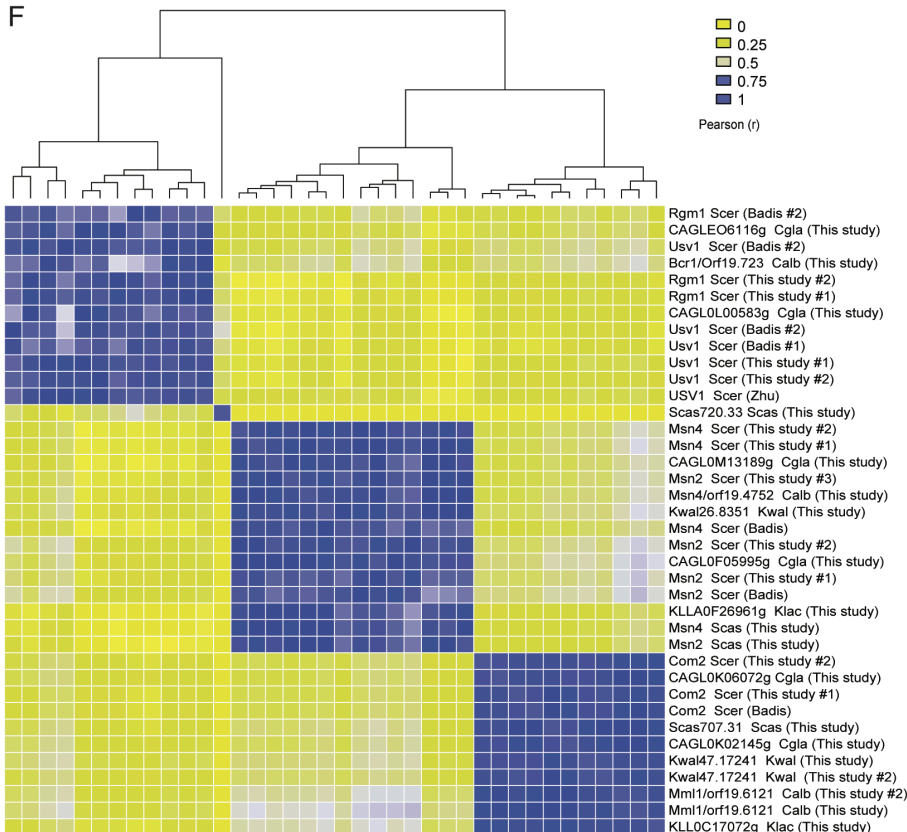 F
0
0.25
0.5
0.75
1
Pearson (r)
Rgm1 Scer (Badis #2)
CAGLEO6116g Cgla (This study)
Usv1 Scer (Badis #2)
Bcr1/Orf19.723 Calb (This study)
Rgm1 Scer (This study #2)
Rgm1 Scer (This study #1)
CAGL0L00583g Cgla (This study)
Usv1 Scer (Badis #2)
Usv1 Scer (Badis #1)
Usv1 Scer (This study #1)
Usv1 Scer (This study #2)
USV1 Scer (Zhu)
Scas720.33 Scas (This study)
Msn4 Scer (This study #2)
Msn4 Scer (This study #1)
CAGL0M13189g Cgla (This study)
Msn2 Scer (This study #3)
Msn4/orf19.4752 Calb (This study)
Kwal26.8351 Kwal (This study)
Msn4 Scer (Badis)
Msn2 Scer (This study #2)
CAGL0F05995g Cgla (This study)
Msn2 Scer (This study #1)
Msn2 Scer (Badis)
KLLA0F26961g Klac (This study)
Msn4 Scas (This study)
Msn2 Scas (This study)
Com2 Scer (This study #2)
CAGL0K06072g Cgla (This study)
Com2 Scer (This study #1)
Com2 Scer (Badis)
Scas707.31 Scas (This study)
CAGL0K02145g Cgla (This study)
Kwal47.17241 Kwal (This study)
Kwal47.17241 Kwal (This study #2)
Mml1/orf19.6121 Calb (This study #2)
Mml1/orf19.6121 Calb (This study)
KLL0C17072g Klac (This study)